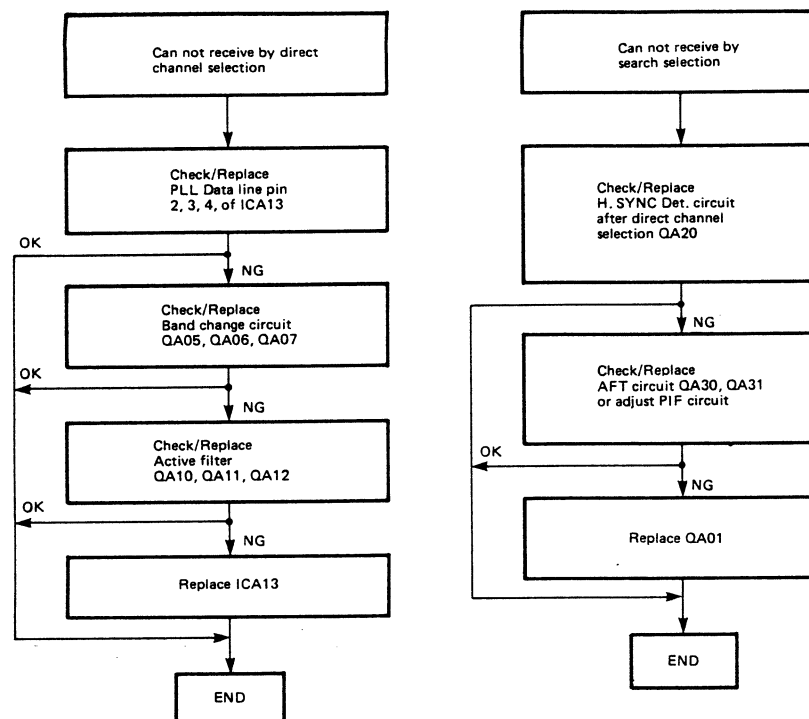 Can not receive by direct
channel selection
Check/Replace
PLL Data line pin
2, 3, 4, of ICA13
OK
NG
Check/Replace
Band change circuit
QA05, QA06, QA07
OK
NG
Check/Replace
Active filter
QA10, QA11, QA12
OK
NG
Replace ICA13
END
Can not receive by
search selection
Check/Replace
H. SYNC Det. circuit
after direct channel
selection QA20
NG
Check/Replace
AFT circuit QA30, QA31
or adjust PIF circuit
OK
NG
Replace QA01
END